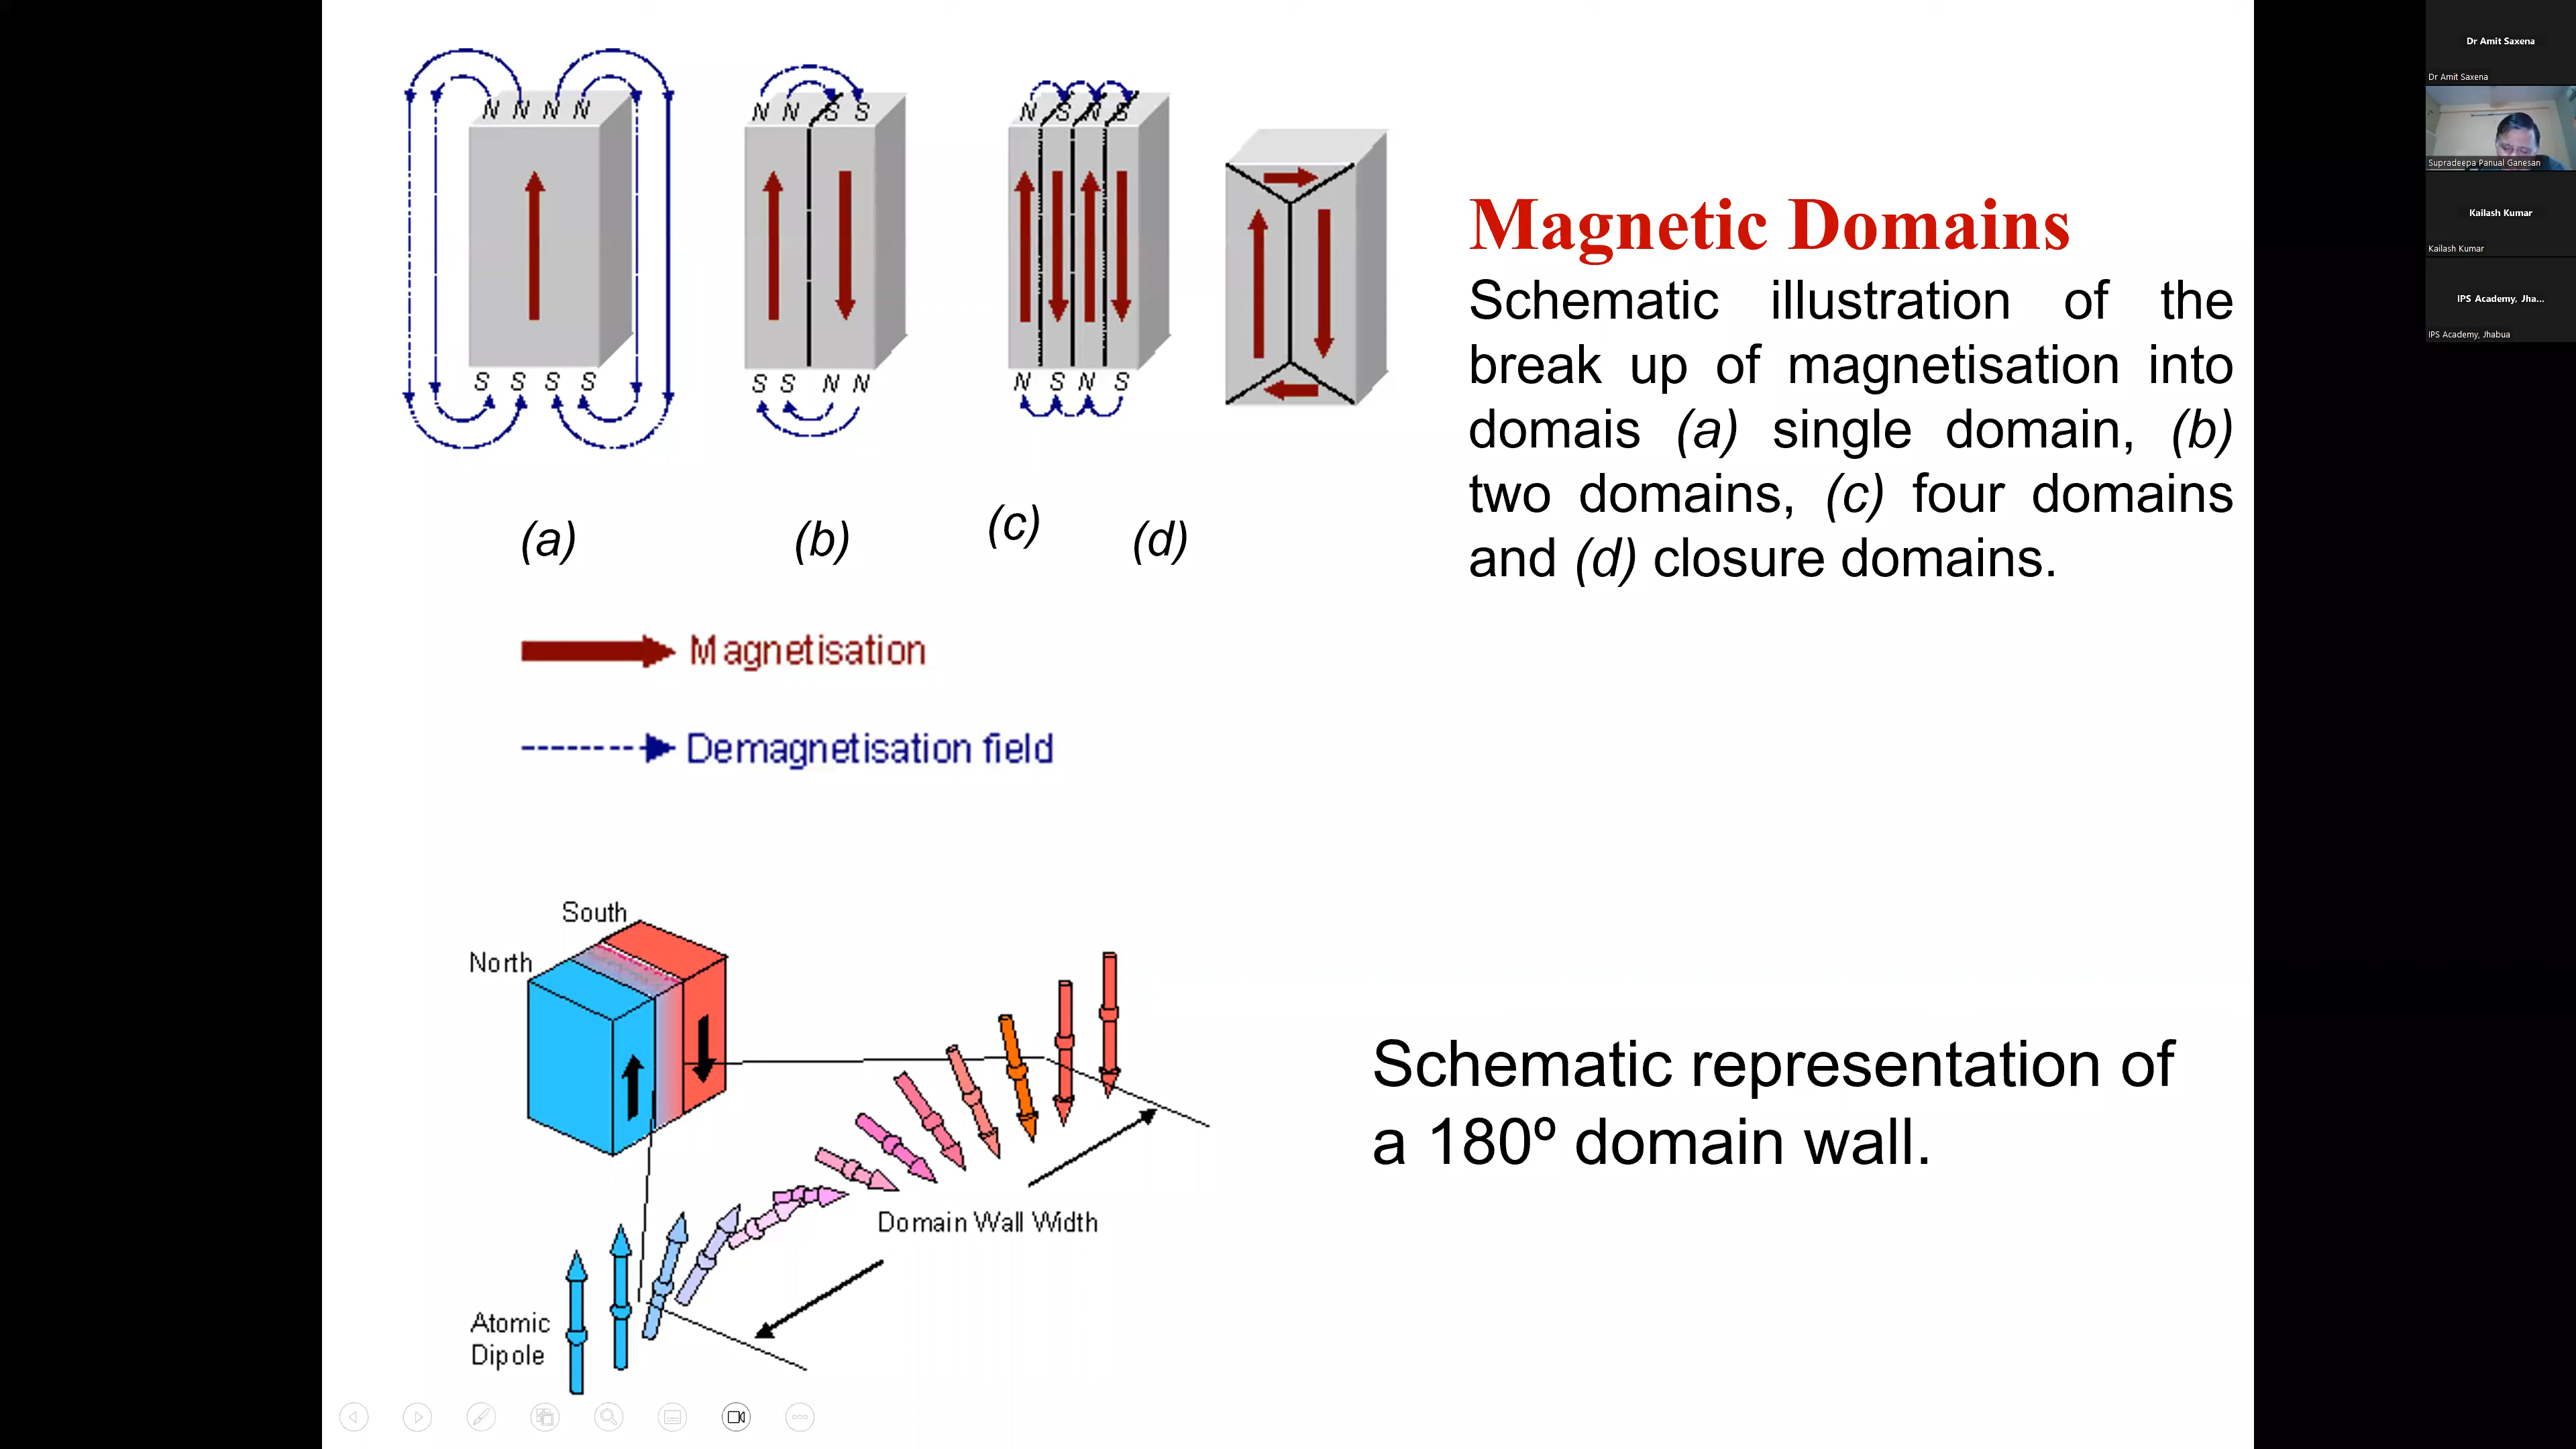 N N N N
N N S S
N S N S
S S S S
S S N N
N S N S
(a)
(b)
(c)
(d)
Magnetisation
Demagnetisation field
Magnetic Domains
Schematic illustration of the
break up of magnetisation into
domais (a) single domain, (b)
two domains, (c) four domains
and (d) closure domains.
South
North
Domain Wall Width
Atomic
Dipole
Schematic representation of
a 180º domain wall.
Dr Amit Saxena
Dr Amit Saxena
Supradeepa Panual Ganesan
Kailash Kumar
Kailash Kumar
IPS Academy, Jha...
IPS Academy, Jhabua